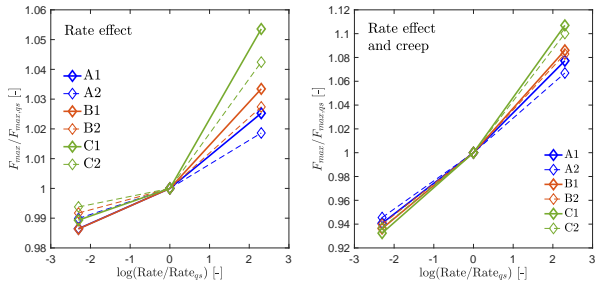 Rate effect
1.06
1.05
1.04
1.03
1.02
1.01
1
0.99
0.98
F_max/F_max,qs [-]
A1
A2
B1
B2
C1
C2
-3 -2 -1 0 1 2 3
log(Rate/Rate_qs) [-]
Rate effect
and creep
1.12
1.1
1.08
1.06
1.04
1.02
1
0.98
0.96
0.94
0.92
F_max/F_max,qs [-]
A1
A2
B1
B2
C1
C2
-3 -2 -1 0 1 2 3
log(Rate/Rate_qs) [-]